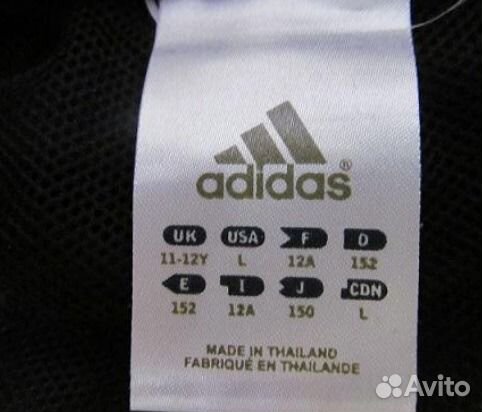 adidas®
UK USA F D
11-12Y L 12A 152
E I J CDN
152 12A 150 L
MADE IN THAILAND
FABRIQUÉ EN THAILANDE
Avito